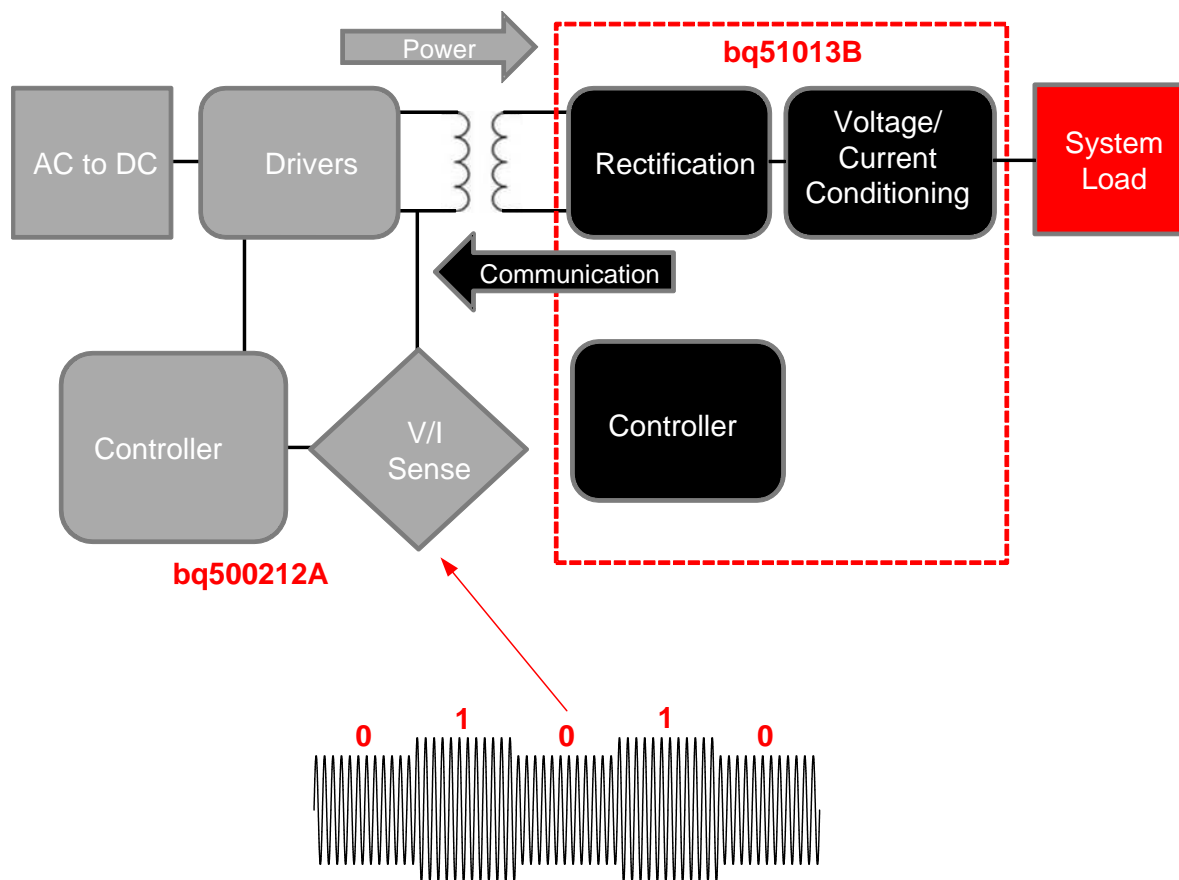 Power
bq51013B
AC to DC
Drivers
Rectification
Voltage/
Current
Conditioning
System
Load
Communication
Controller
V/I
Sense
Controller
bq500212A
0
1
0
1
0